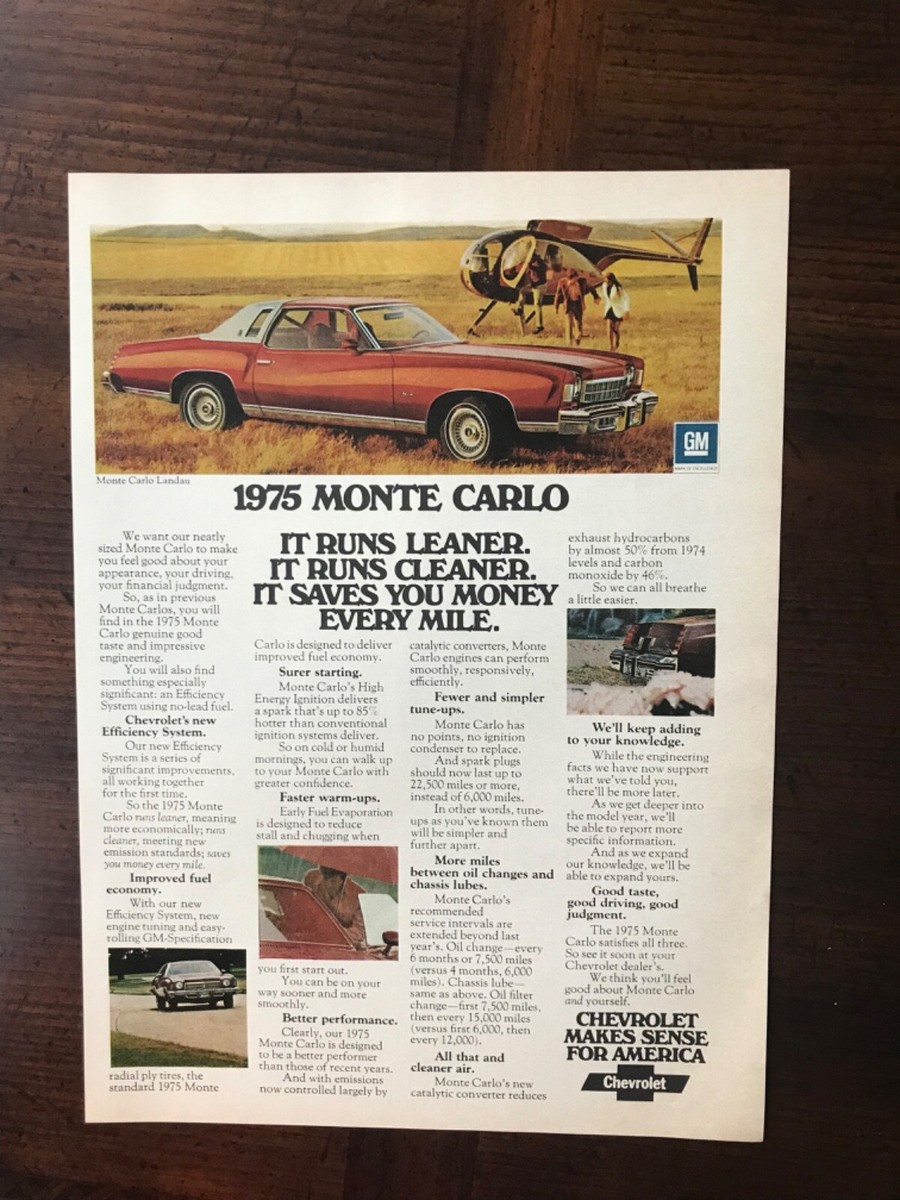 GM
MARK OF EXCELLENCE
Monte Carlo Landau
1975 MONTE CARLO
IT RUNS LEANER.
IT RUNS CLEANER.
IT SAVES YOU MONEY
EVERY MILE.
We want our neatly
sized Monte Carlo to make
you feel good about your
appearance, your driving,
your financial judgment.
So, as in previous
Monte Carlos, you will
find in the 1975 Monte
Carlo genuine good
taste and impressive
engineering.
You will also find
something especially
significant: an Efficiency
System using no-lead fuel.
Chevrolet's new
Efficiency System.
Our new Efficiency
System is a series of
significant improvements,
all working together
for the first time.
So the 1975 Monte
Carlo runs leaner, meaning
more economically; runs
cleaner, meeting new
emission standards; saves
you money every mile.
Improved fuel
economy.
With our new
Efficiency System, new
engine tuning and easy-
rolling GM-Specification
radial ply tires, the
standard 1975 Monte
Carlo is designed to deliver
improved fuel economy.
Surer starting.
Monte Carlo's High
Energy Ignition delivers
a spark that's up to 85%
hotter than conventional
ignition systems deliver.
So on cold or humid
mornings, you can walk up
to your Monte Carlo with
greater confidence.
Faster warm-ups.
Early Fuel Evaporation
is designed to reduce
stall and chugging when
you first start out.
You can be on your
way sooner and more
smoothly.
Better performance.
Clearly, our 1975
Monte Carlo is designed
to be a better performer
than those of recent years.
And with emissions
now controlled largely by
catalytic converters, Monte
Carlo engines can perform
smoothly, responsively,
efficiently.
Fewer and simpler
tune-ups.
Monte Carlo has
no points, no ignition
condenser to replace.
And spark plugs
should now last up to
22,500 miles or more,
instead of 6,000 miles.
In other words, tune-
ups as you've known them
will be simpler and
further apart.
More miles
between oil changes and
chassis lubes.
Monte Carlo's
recommended
service intervals are
extended beyond last
year's. Oil change—every
6 months or 7,500 miles
(versus 4 months, 6,000
miles). Chassis lube—
same as above. Oil filter
change—first 7,500 miles,
then every 15,000 miles
(versus first 6,000, then
every 12,000).
All that and
cleaner air.
Monte Carlo's new
catalytic converter reduces
exhaust hydrocarbons
by almost 50% from 1974
levels and carbon
monoxide by 46%.
So we can all breathe
a little easier.
We'll keep adding
to your knowledge.
While the engineering
facts we have now support
what we've told you,
there'll be more later.
As we get deeper into
the model year, we'll
be able to report more
specific information.
And as we expand
our knowledge, we'll be
able to expand yours.
Good taste,
good driving, good
judgment.
The 1975 Monte
Carlo satisfies all three.
So see it soon at your
Chevrolet dealer's.
We think you'll feel
good about Monte Carlo
and yourself.
CHEVROLET
MAKES SENSE
FOR AMERICA
Chevrolet